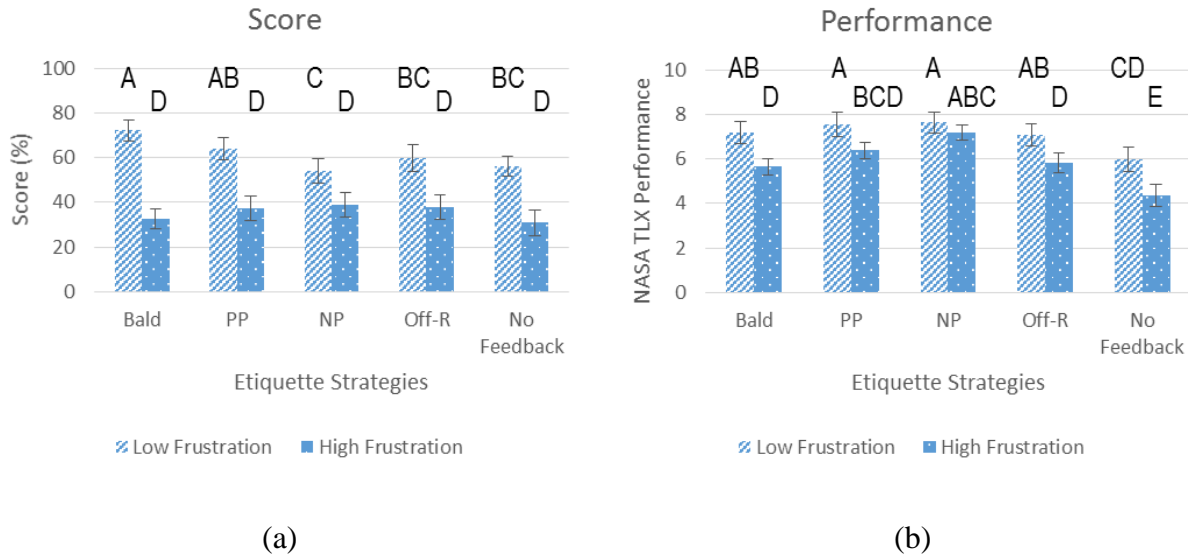 Score
100
80
60
40
20
0
Score (%)
A
D
AB
D
C
D
BC
D
BC
D
Bald
PP
NP
Off-R
No
Feedback
Etiquette Strategies
Low Frustration
High Frustration
(a)
Performance
10
8
6
4
2
0
NASA TLX Performance
AB
D
A
BCD
A
ABC
AB
D
CD
E
Bald
PP
NP
Off-R
No
Feedback
Etiquette Strategies
Low Frustration
High Frustration
(b)